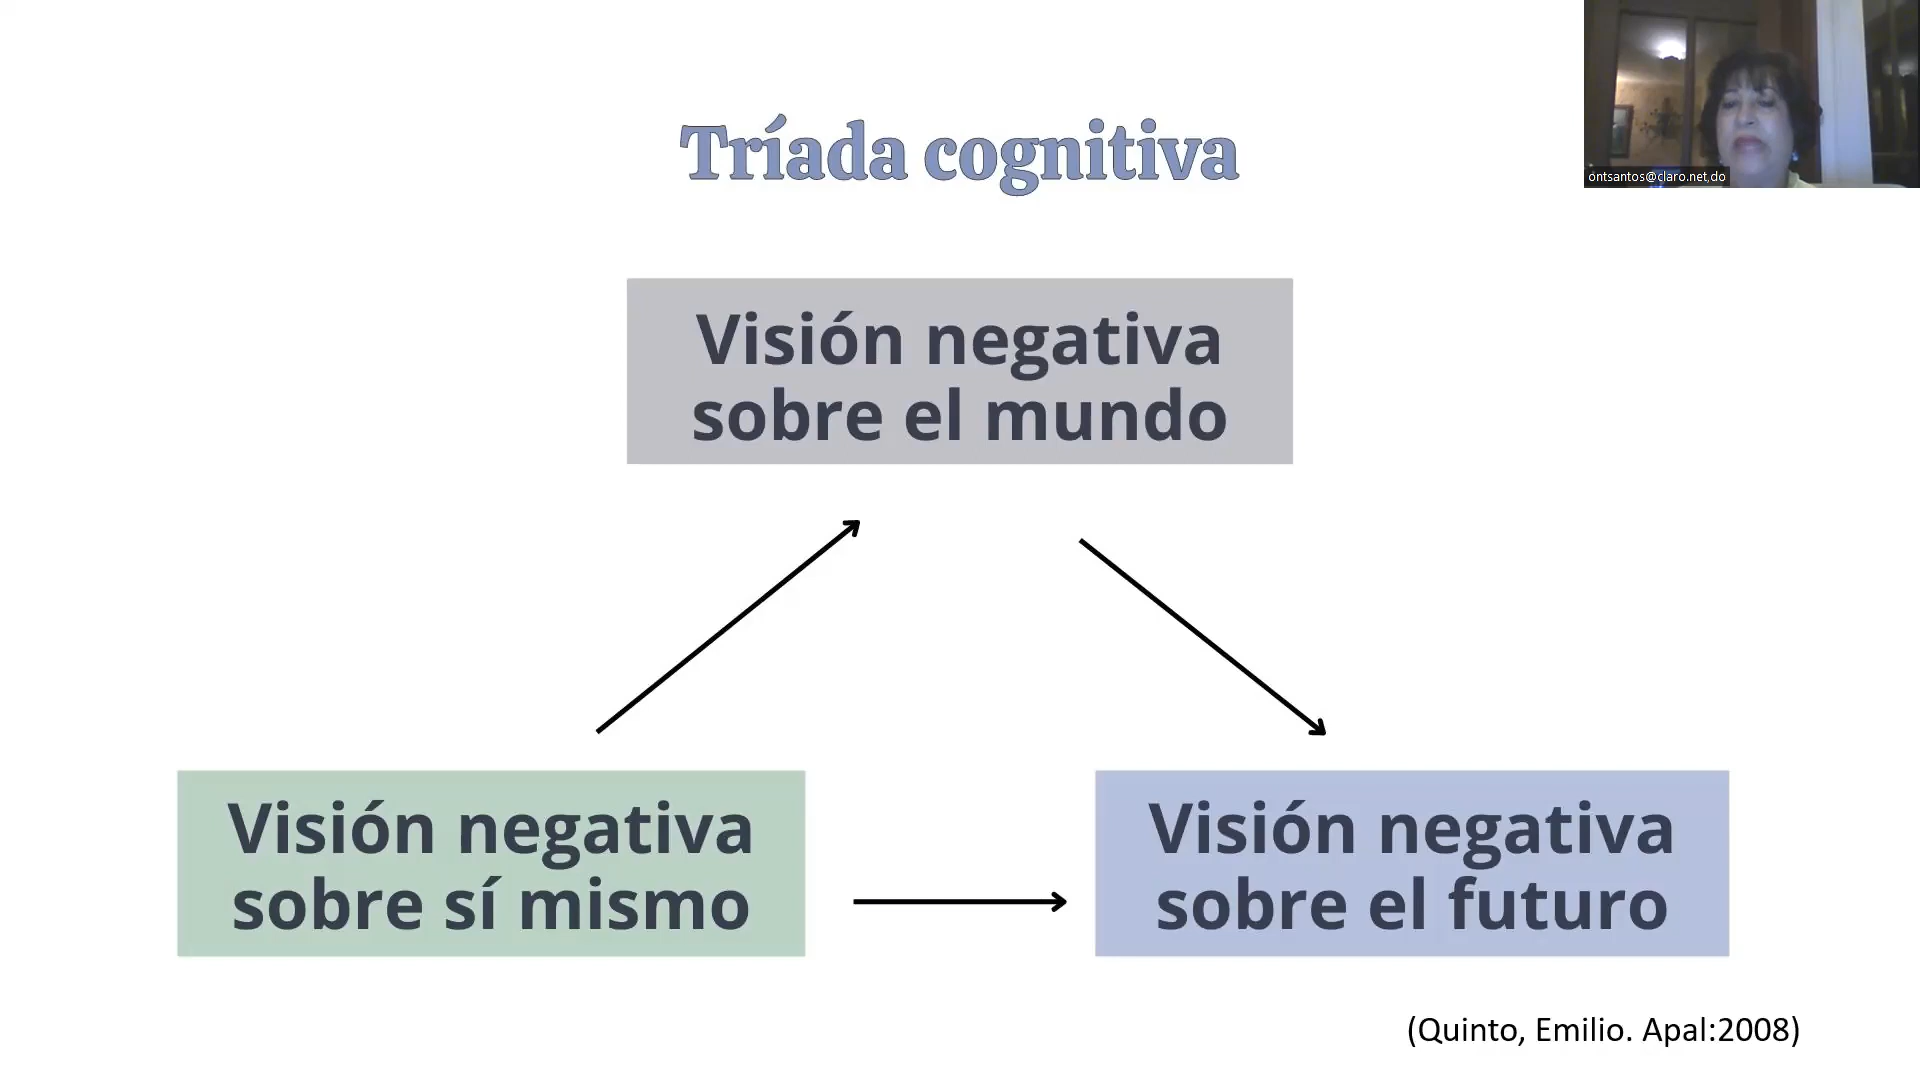 Tríada cognitiva
ontsantos@claro.net,do
Visión negativa
sobre el mundo
Visión negativa
sobre sí mismo
Visión negativa
sobre el futuro
(Quinto, Emilio. Apal:2008)